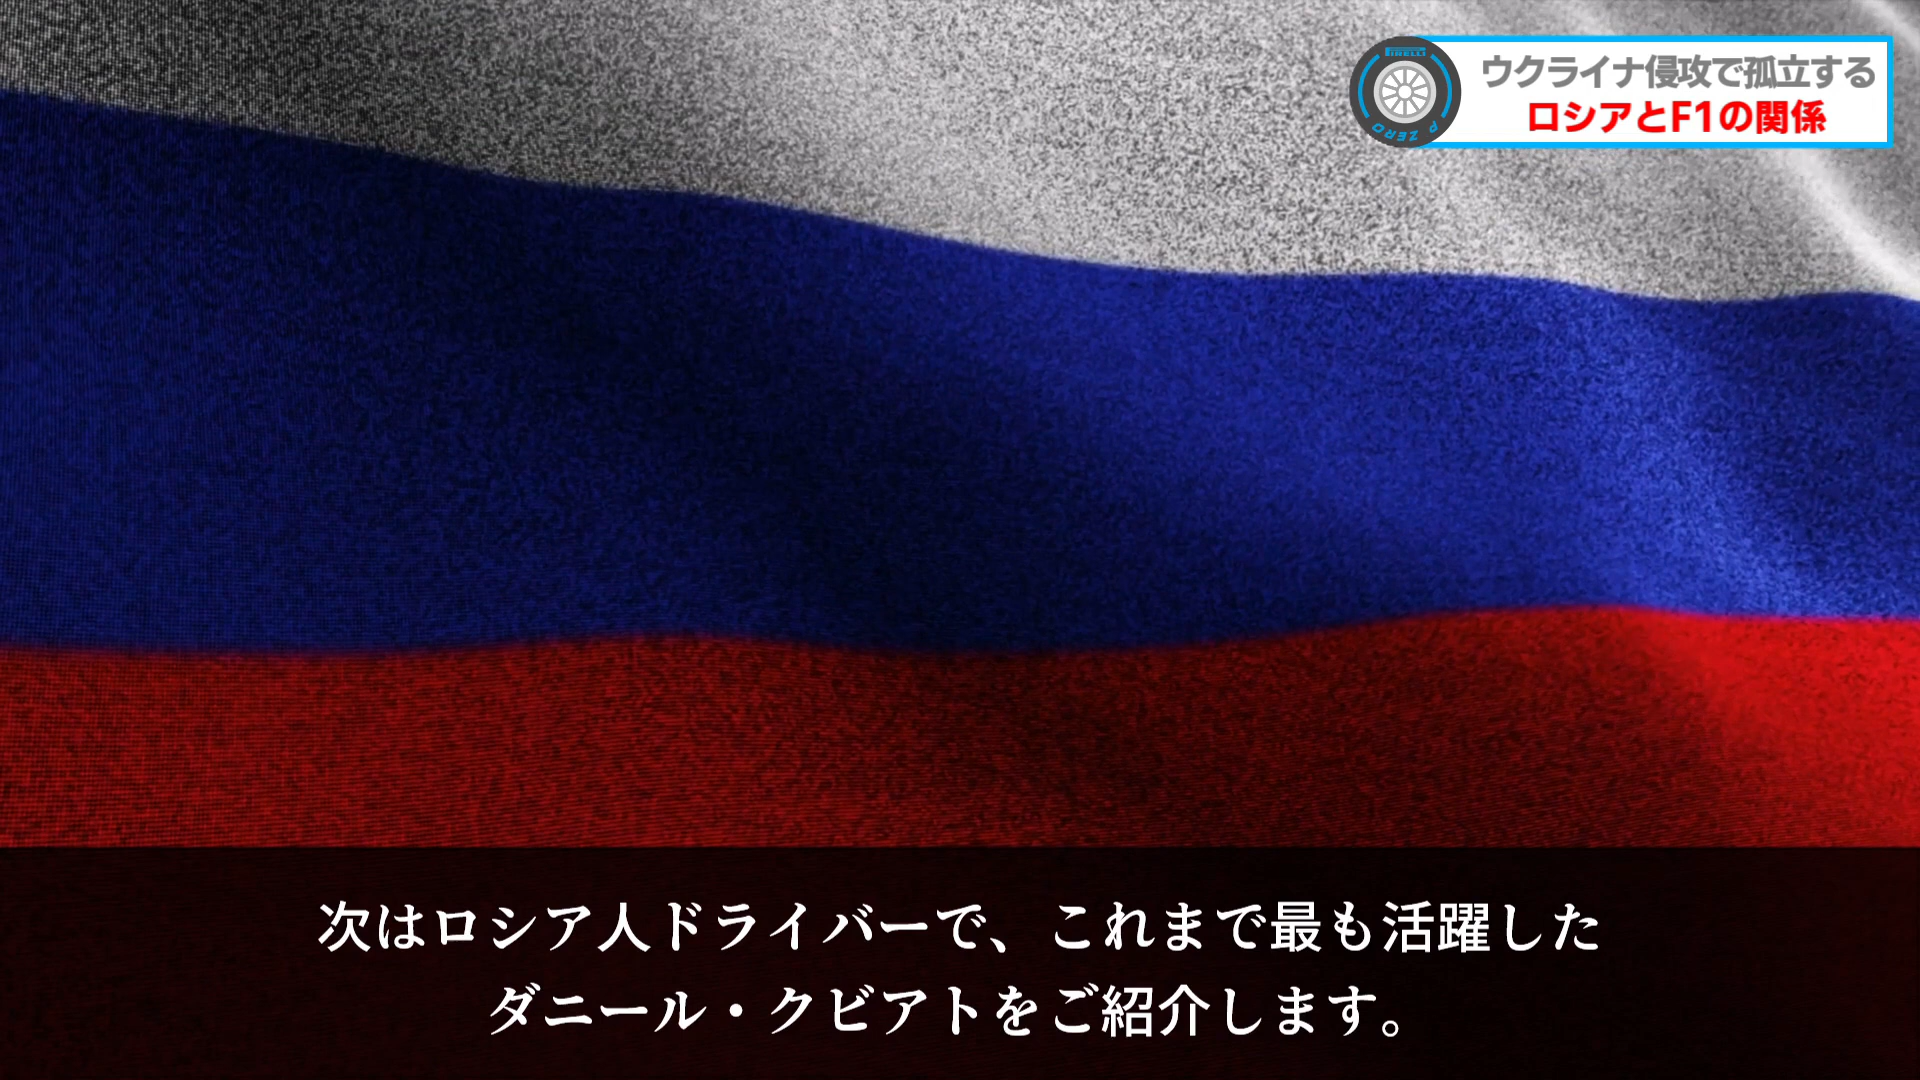 PIRELLI
P ZERO
ウクライナ侵攻で孤立する
ロシアとF1の関係
次はロシア人ドライバーで、これまで最も活躍した
ダニール・クビアトをご紹介します。